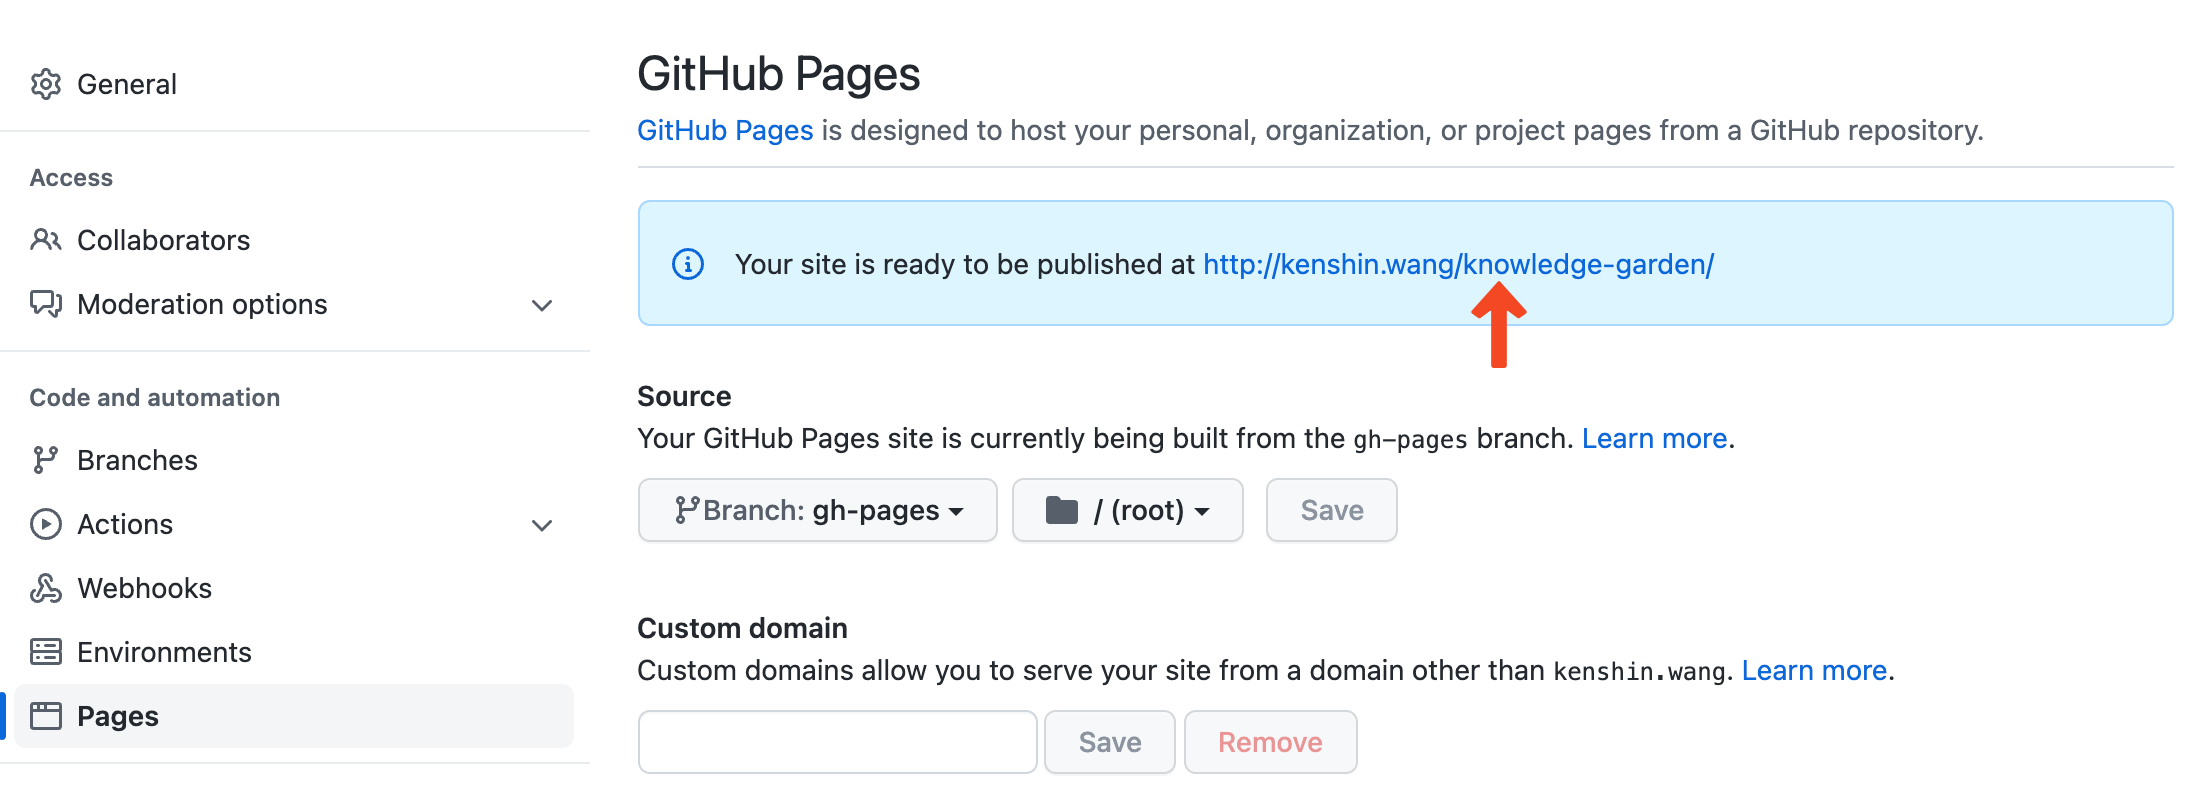 General
Access
Collaborators
Moderation options
Code and automation
Branches
Actions
Webhooks
Environments
Pages
GitHub Pages
GitHub Pages is designed to host your personal, organization, or project pages from a GitHub repository.
Your site is ready to be published at http://kenshin.wang/knowledge-garden/
Source
Your GitHub Pages site is currently being built from the gh-pages branch. Learn more.
Branch: gh-pages / (root) Save
Custom domain
Custom domains allow you to serve your site from a domain other than kenshin.wang. Learn more.
Save Remove